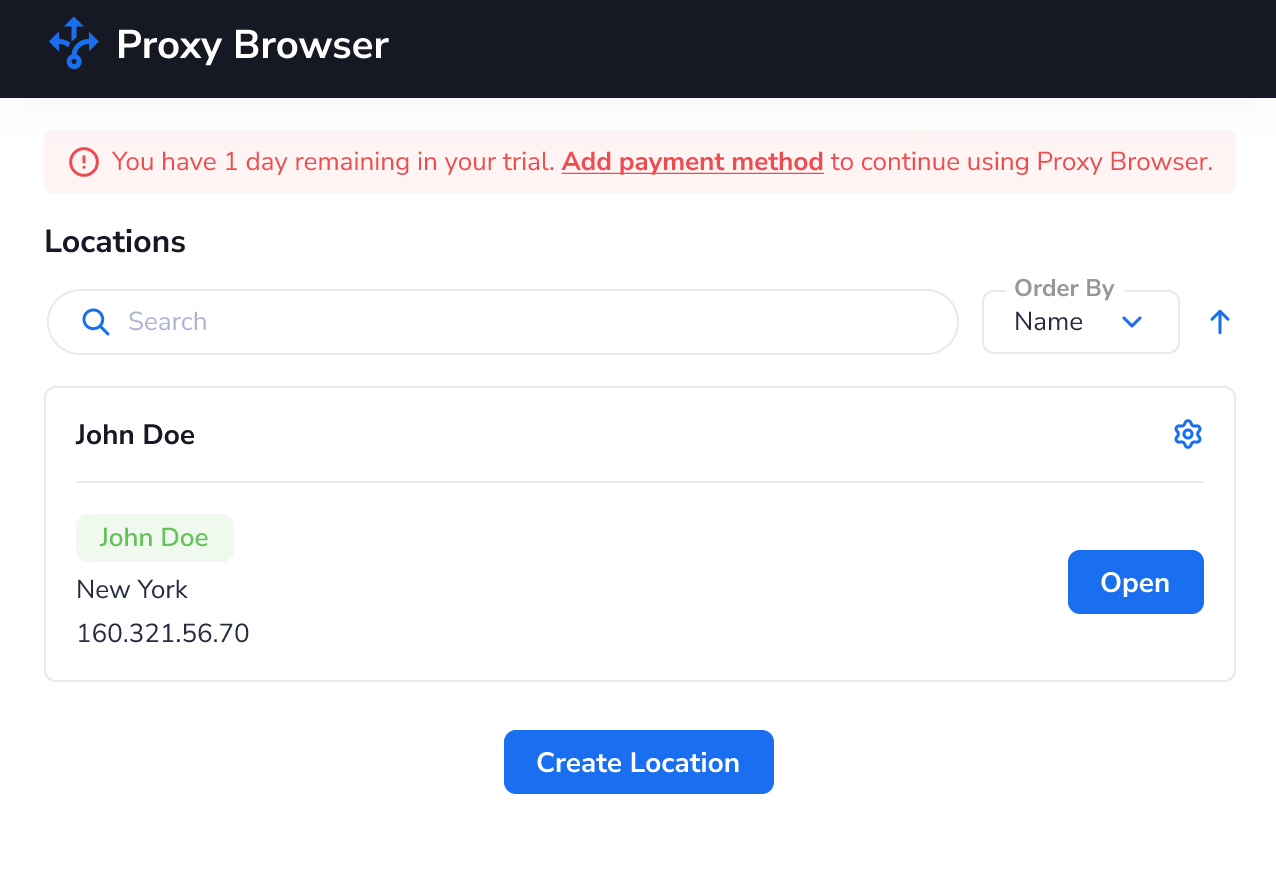 Proxy Browser
You have 1 day remaining in your trial. Add payment method to continue using Proxy Browser.
Locations
Search
Order By
Name
John Doe
John Doe
New York
160.321.56.70
Open
Create Location